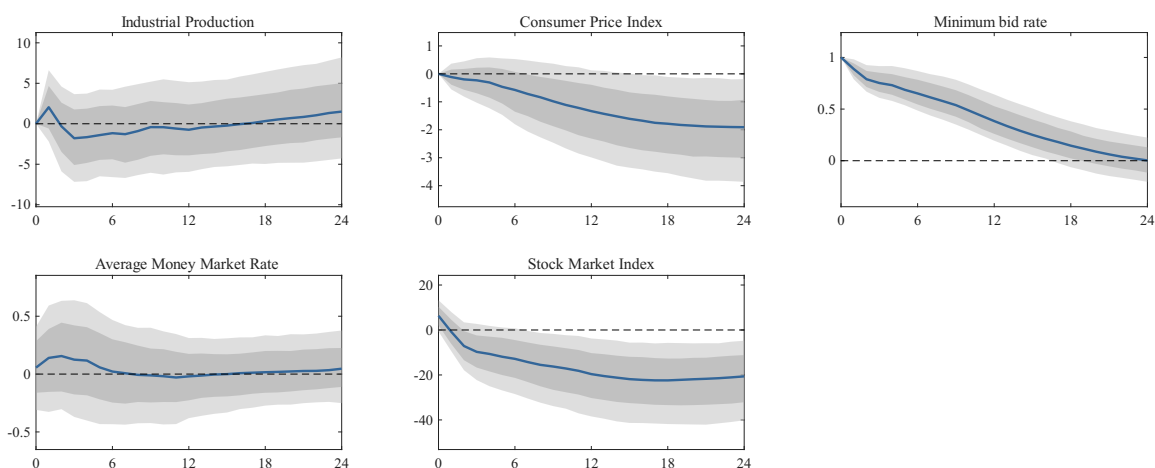 Industrial Production
10
5
0
-5
-10
0 6 12 18 24
Consumer Price Index
1
0
-1
-2
-3
-4
0 6 12 18 24
Minimum bid rate
1
0.5
0
0 6 12 18 24
Average Money Market Rate
0.5
0
-0.5
0 6 12 18 24
Stock Market Index
20
0
-20
-40
0 6 12 18 24